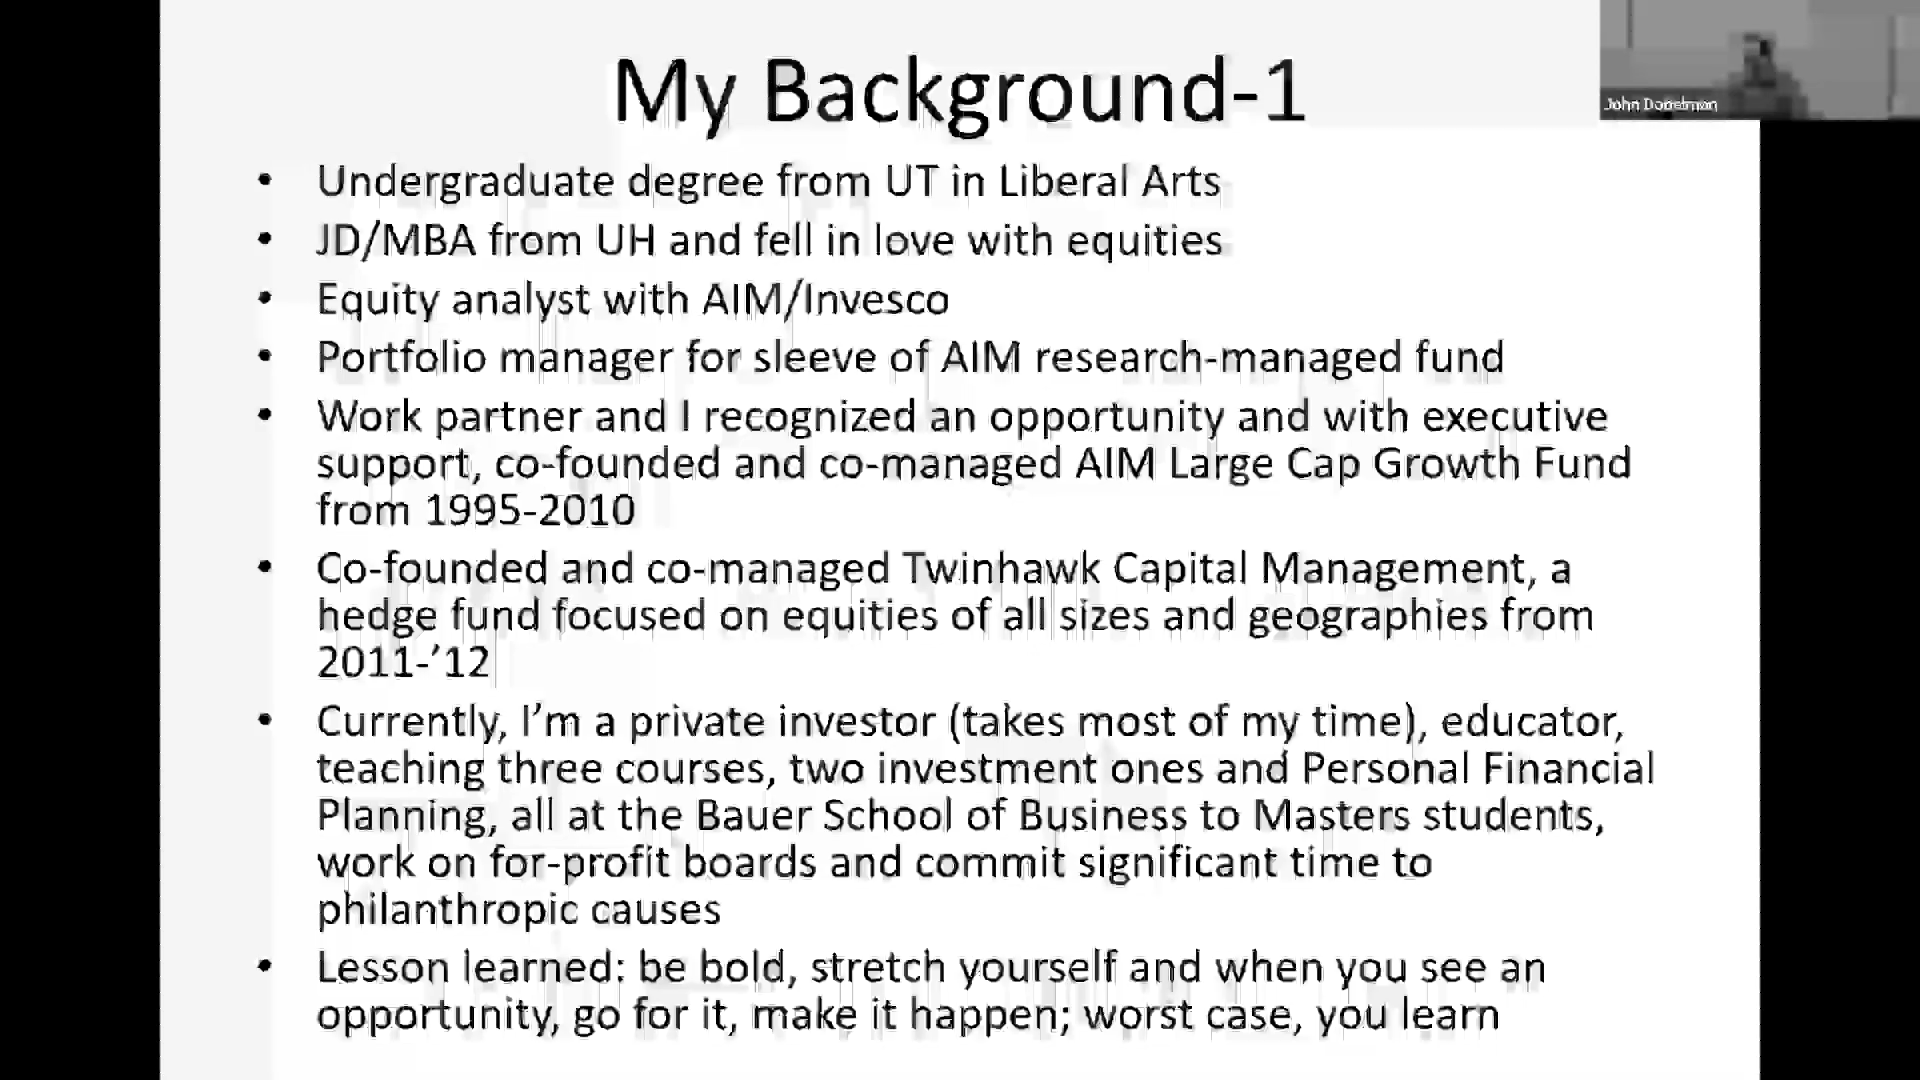 My Background-1
John
• Undergraduate degree from UT in Liberal Arts
• JD/MBA from UH and fell in love with equities
• Equity analyst with AIM/Invesco
• Portfolio manager for sleeve of AIM research-managed fund
• Work partner and I recognized an opportunity and with executive
support, co-founded and co-managed AIM Large Cap Growth Fund
from 1995-2010
• Co-founded and co-managed Twinhawk Capital Management, a
hedge fund focused on equities of all sizes and geographies from
2011-’12
• Currently, I’m a private investor (takes most of my time), educator,
teaching three courses, two investment ones and Personal Financial
Planning, all at the Bauer School of Business to Masters students,
work on for-profit boards and commit significant time to
philanthropic causes
• Lesson learned: be bold, stretch yourself and when you see an
opportunity, go for it, make it happen; worst case, you learn